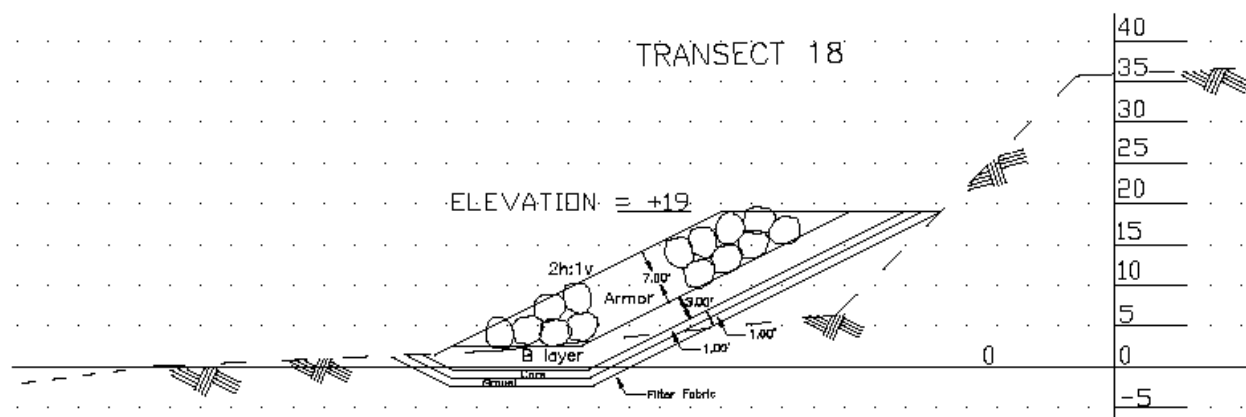 TRANSECT 18
40
35
30
25
ELEVATION = +19
20
15
2h:1v
7.00'
10
Armor
3.00'
5
1.00'
1.00'
B layer
0
0
Core
Gravel
Filter Fabric
-5